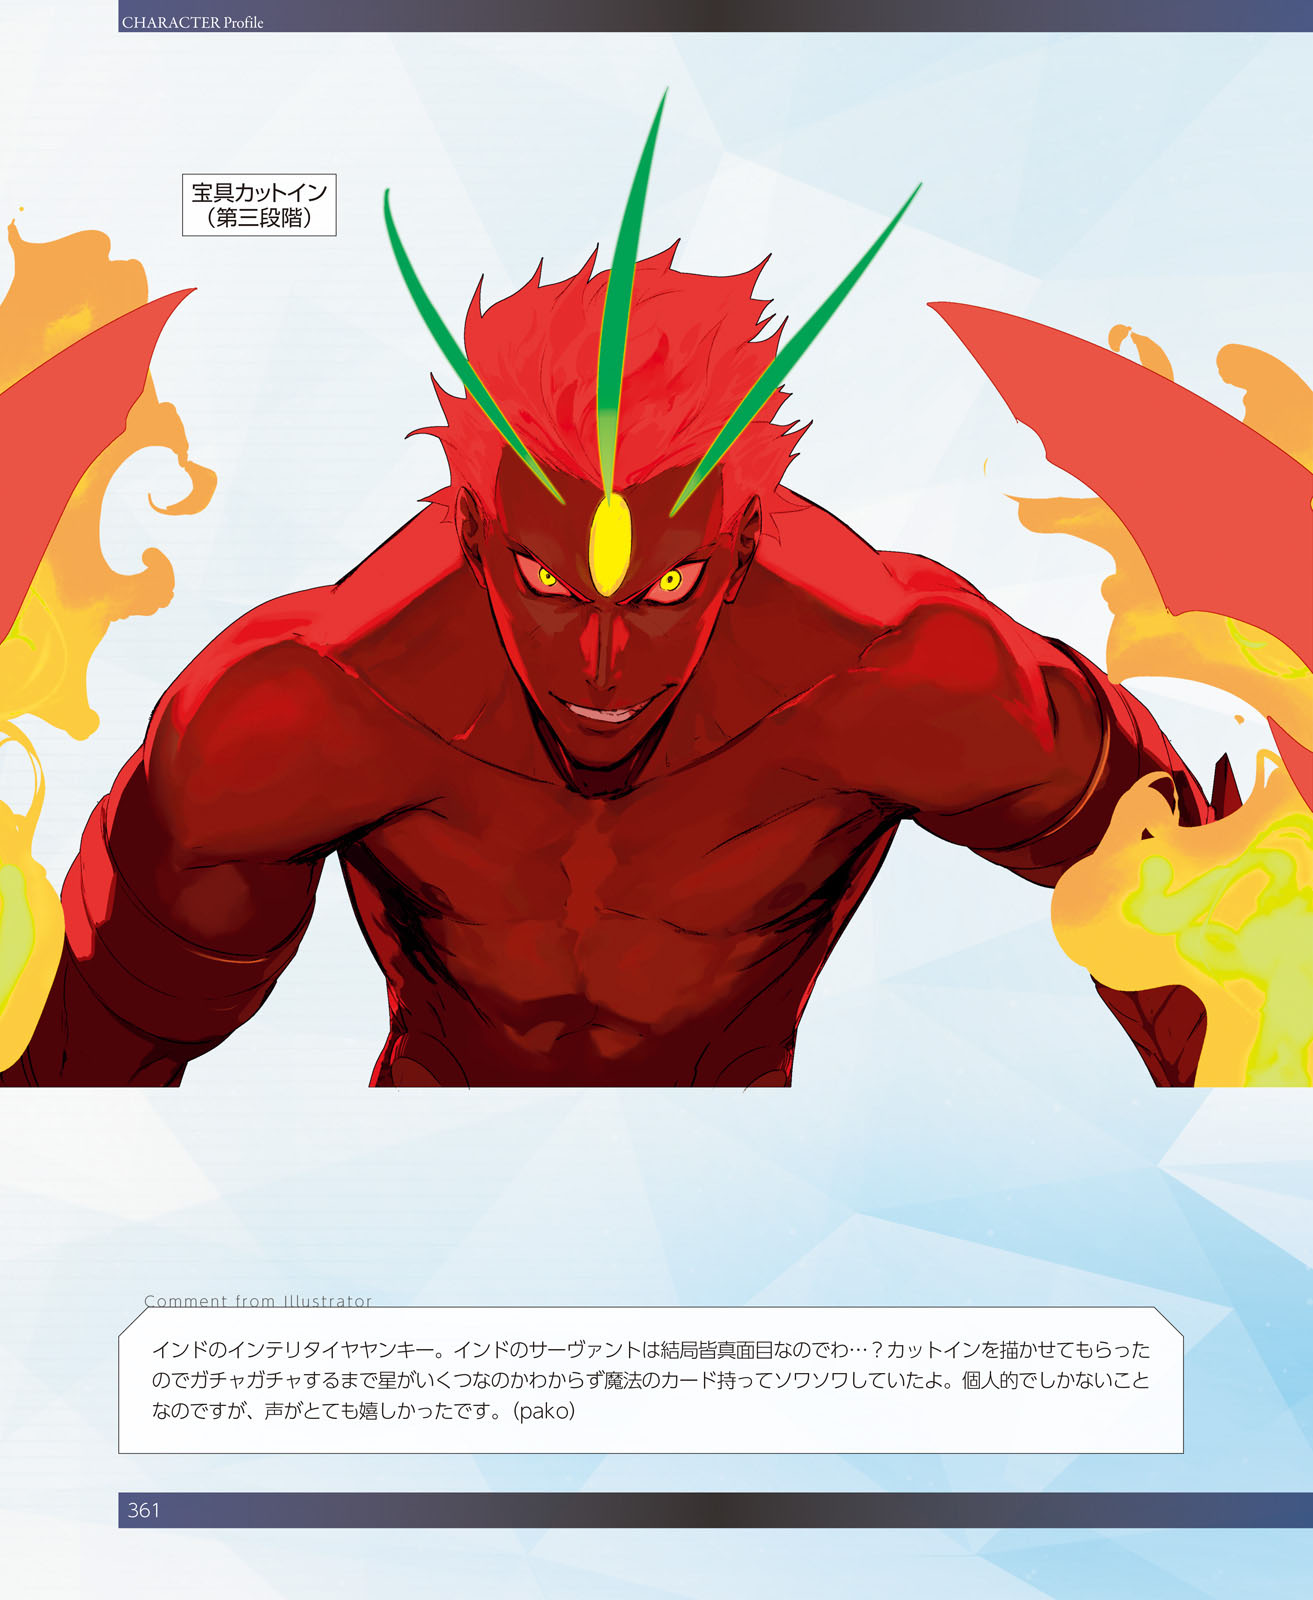 CHARACTER Profile
宝具カットイン
（第三段階）
Comment from Illustrator
インドのインテリタイヤヤンキー。インドのサーヴァントは結局皆真面目なのでわ…？カットインを描かせてもらった
のでガチャガチャするまで星がいくつなのかわからず魔法のカード持ってソワソワしていたよ。個人的でしかないこと
なのですが、声がとても嬉しかったです。（pako）
361